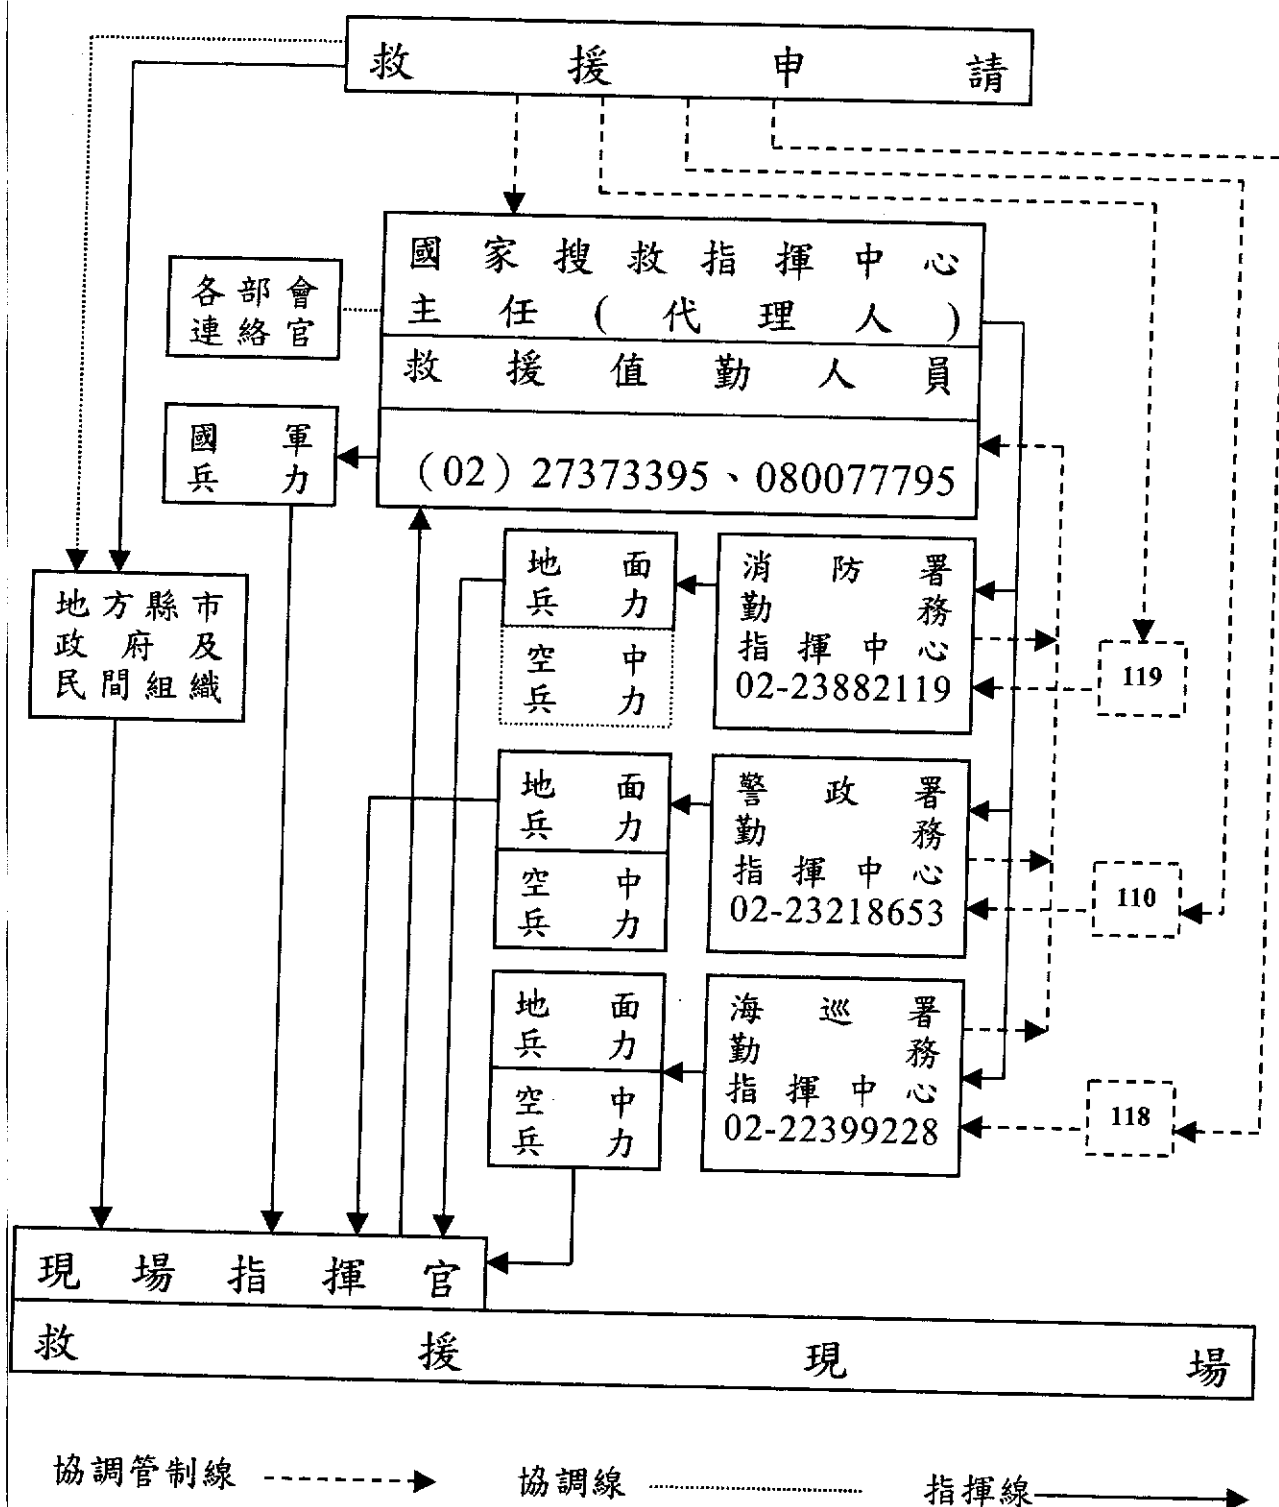 救援申請
國家搜救指揮中心
主任(代理人)
各部會
連絡官
救援值勤人員
國軍
兵力
（02）27373395、080077795
地面
兵力
空中
兵力
消防署
勤務
指揮中心
02-23882119
地方縣市
政府及
民間組織
119
地面
兵力
空中
兵力
警政署
勤務
指揮中心
02-23218653
110
地面
兵力
空中
兵力
海巡署
勤務
指揮中心
02-22399228
118
現場指揮官
救援現場
協調管制線
協調線
指揮線